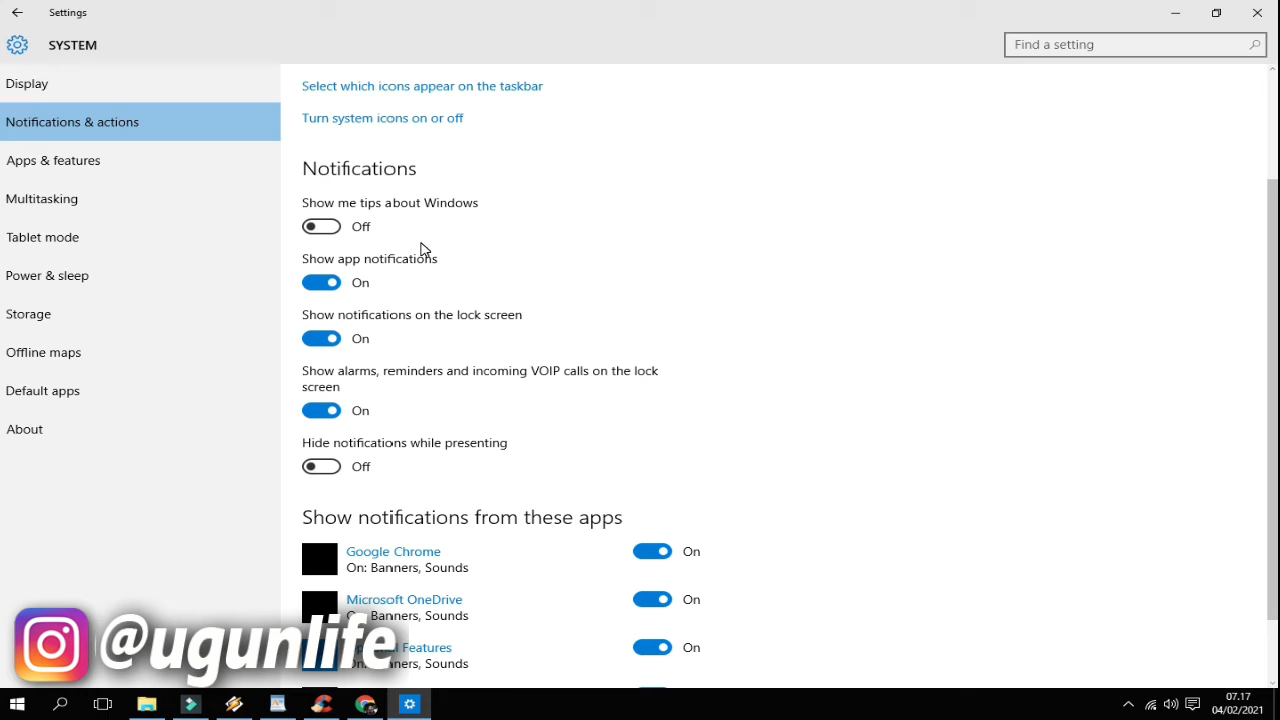 Settings
SYSTEM
Find a setting
Display
Notifications & actions
Apps & features
Multitasking
Tablet mode
Power & sleep
Storage
Offline maps
Default apps
About
Select which icons appear on the taskbar
Turn system icons on or off
Notifications
Show me tips about Windows
Off
Show app notifications
On
Show notifications on the lock screen
On
Show alarms, reminders and incoming VOIP calls on the lock
screen
On
Hide notifications while presenting
Off
Show notifications from these apps
Google Chrome
On: Banners, Sounds
On
Microsoft OneDrive
On: Banners, Sounds
On
Features
On: Banners, Sounds
On
@ugunlife
07.17
04/02/2021